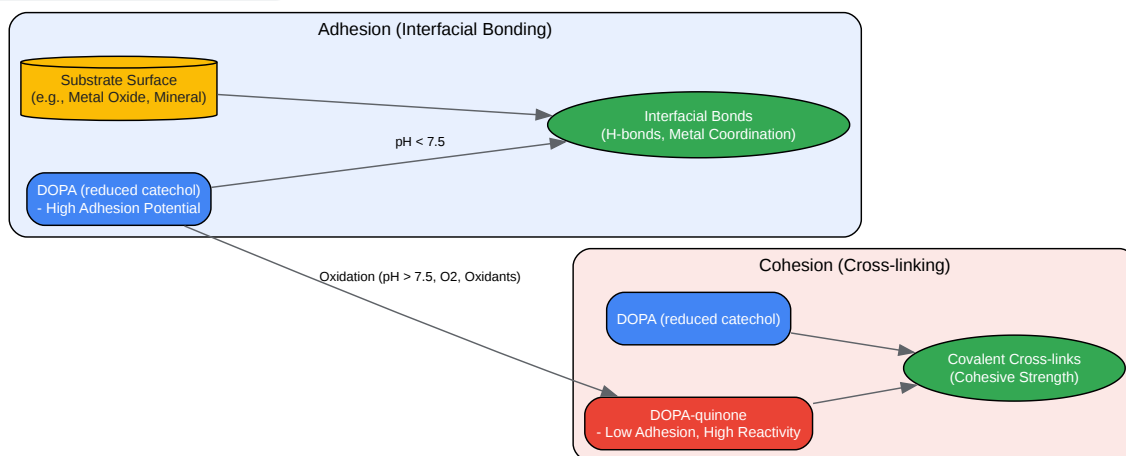 Adhesion (Interfacial Bonding)
Substrate Surface
(e.g., Metal Oxide, Mineral)
Interfacial Bonds
(H-bonds, Metal Coordination)
pH < 7.5
DOPA (reduced catechol)
- High Adhesion Potential
Oxidation (pH > 7.5, O2, Oxidants)
Cohesion (Cross-linking)
DOPA (reduced catechol)
Covalent Cross-links
(Cohesive Strength)
DOPA-quinone
- Low Adhesion, High Reactivity